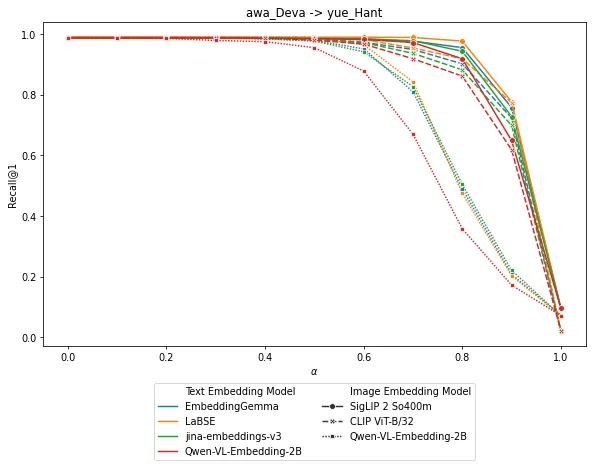 awa_Deva -> yue_Hant
Recall@1
1.0
0.8
0.6
0.4
0.2
0.0
0.0 0.2 0.4 0.6 0.8 1.0
α
Text Embedding Model Image Embedding Model
EmbeddingGemma SigLIP 2 So400m
LaBSE CLIP ViT-B/32
jina-embeddings-v3 Qwen-VL-Embedding-2B
Qwen-VL-Embedding-2B